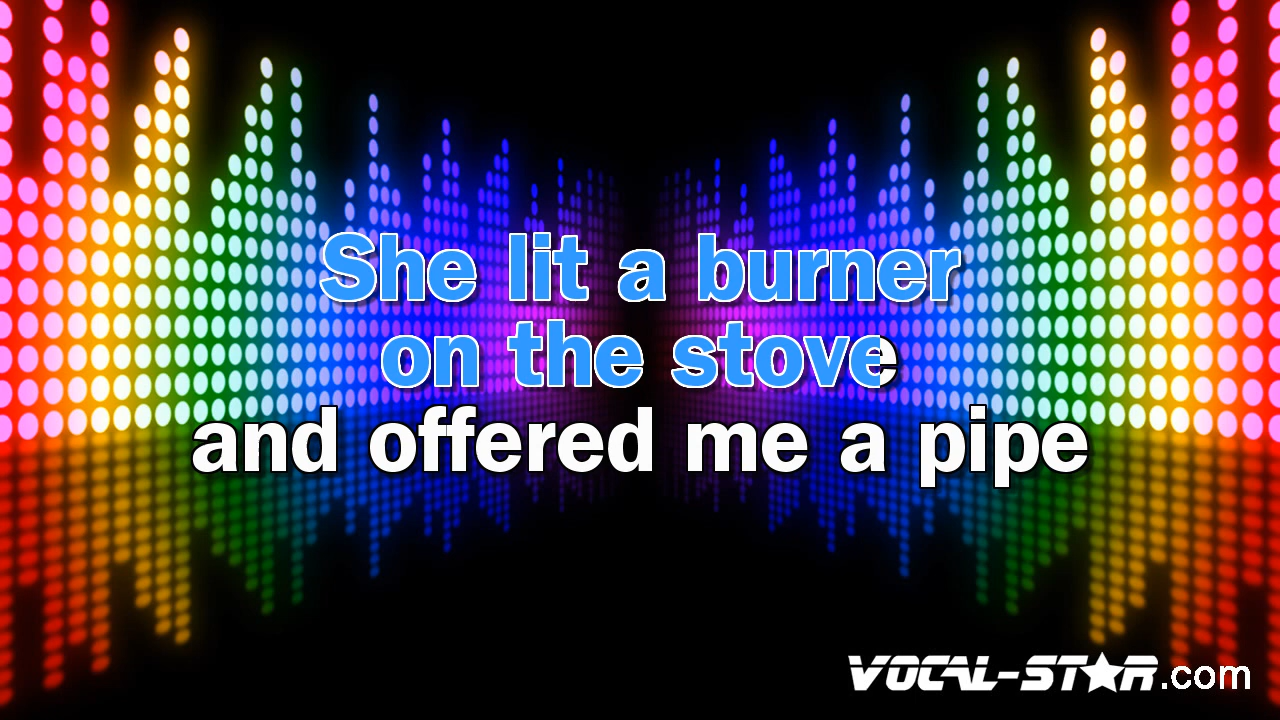 She lit a burner
on the stove
and offered me a pipe
VOCAL-STAR.com